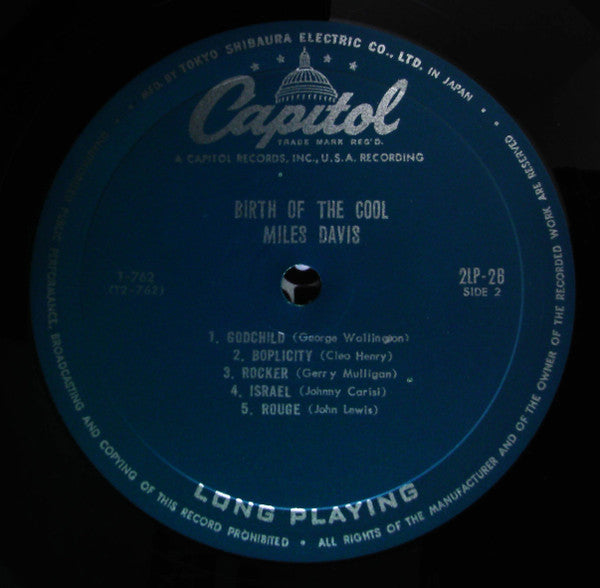 MFD. BY TOKYO SHIBAURA ELECTRIC CO., LTD. IN JAPAN
Capitol
TRADE MARK REG'D.
A CAPITOL RECORDS, INC., U.S.A. RECORDING
BIRTH OF THE COOL
MILES DAVIS
T-762
(T2-762)
2LP-26
SIDE 2
1. GODCHILD (George Wallington)
2. BOPLICITY (Cleo Henry)
3. ROCKER (Gerry Mulligan)
4. ISRAEL (Johnny Carisi)
5. ROUGE (John Lewis)
LONG PLAYING
UNAUTHORIZED PUBLIC PERFORMANCE, BROADCASTING AND COPYING OF THIS RECORD PROHIBITED • ALL RIGHTS OF THE MANUFACTURER AND OF THE OWNER OF THE RECORDED WORK ARE RESERVED